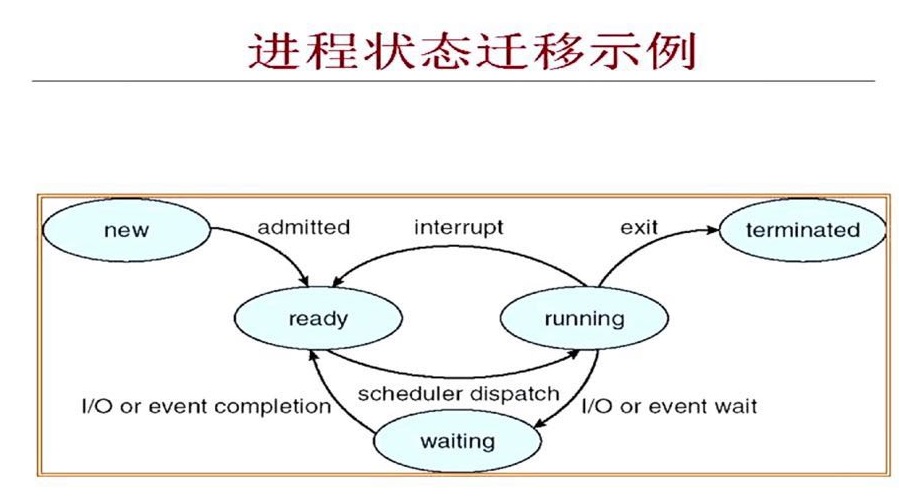 进程状态迁移示例
new
admitted
interrupt
exit
terminated
ready
running
scheduler dispatch
I/O or event completion
I/O or event wait
waiting